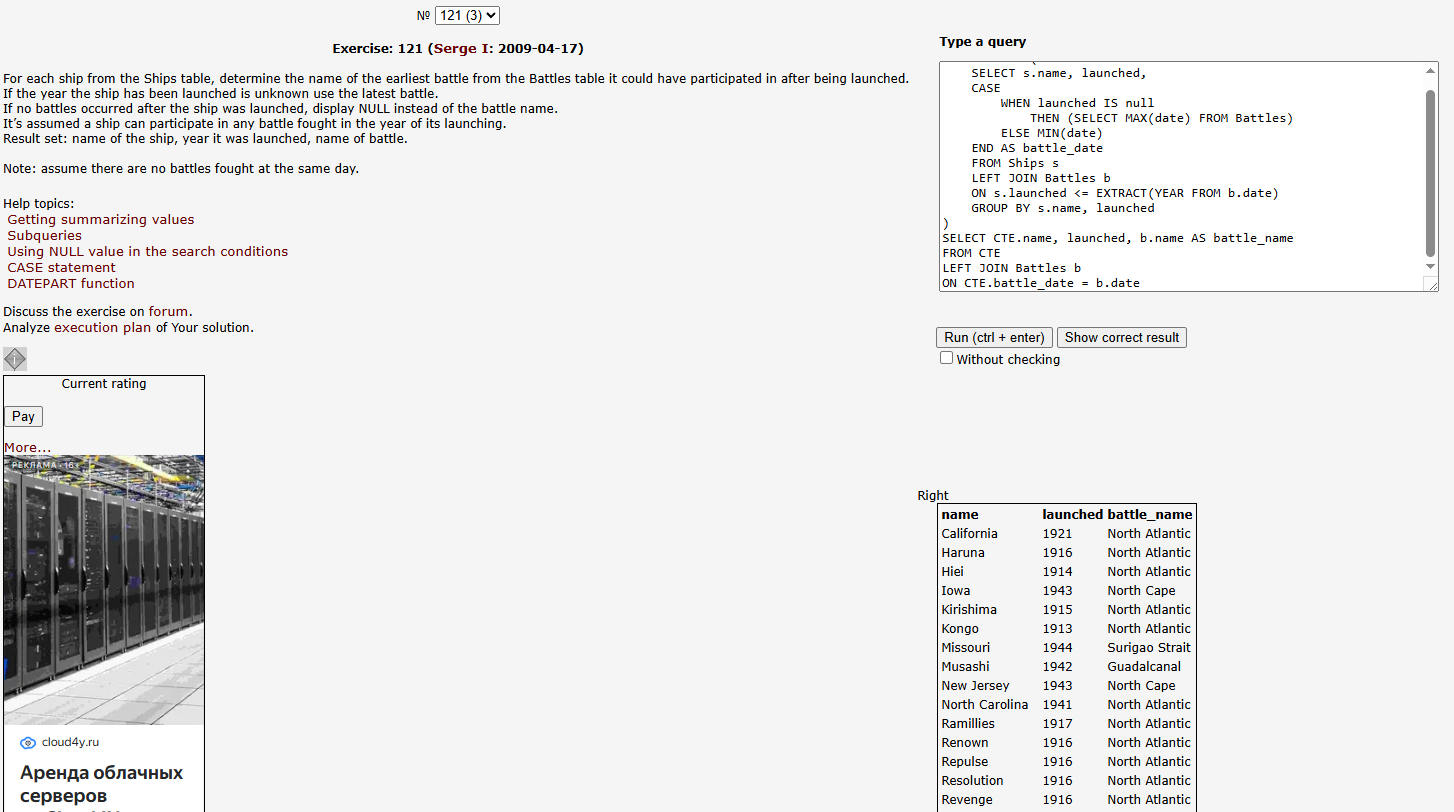 № 121 (3)
Exercise: 121 (Serge I: 2009-04-17)
For each ship from the Ships table, determine the name of the earliest battle from the Battles table it could have participated in after being launched.
If the year the ship has been launched is unknown use the latest battle.
If no battles occurred after the ship was launched, display NULL instead of the battle name.
It’s assumed a ship can participate in any battle fought in the year of its launching.
Result set: name of the ship, year it was launched, name of battle.
Note: assume there are no battles fought at the same day.
Help topics:
Getting summarizing values
Subqueries
Using NULL value in the search conditions
CASE statement
DATEPART function
Discuss the exercise on forum.
Analyze execution plan of Your solution.
Current rating
Pay
More...
РЕКЛАМА • 16+
cloud4y.ru
Аренда облачных
серверов
Type a query
SELECT s.name, launched,
CASE
WHEN launched IS null
THEN (SELECT MAX(date) FROM Battles)
ELSE MIN(date)
END AS battle_date
FROM Ships s
LEFT JOIN Battles b
ON s.launched <= EXTRACT(YEAR FROM b.date)
GROUP BY s.name, launched
)
SELECT CTE.name, launched, b.name AS battle_name
FROM CTE
LEFT JOIN Battles b
ON CTE.battle_date = b.date
Run (ctrl + enter) Show correct result
Without checking
Right
name launched battle_name
California 1921 North Atlantic
Haruna 1916 North Atlantic
Hiei 1914 North Atlantic
Iowa 1943 North Cape
Kirishima 1915 North Atlantic
Kongo 1913 North Atlantic
Missouri 1944 Surigao Strait
Musashi 1942 Guadalcanal
New Jersey 1943 North Cape
North Carolina 1941 North Atlantic
Ramillies 1917 North Atlantic
Renown 1916 North Atlantic
Repulse 1916 North Atlantic
Resolution 1916 North Atlantic
Revenge 1916 North Atlantic